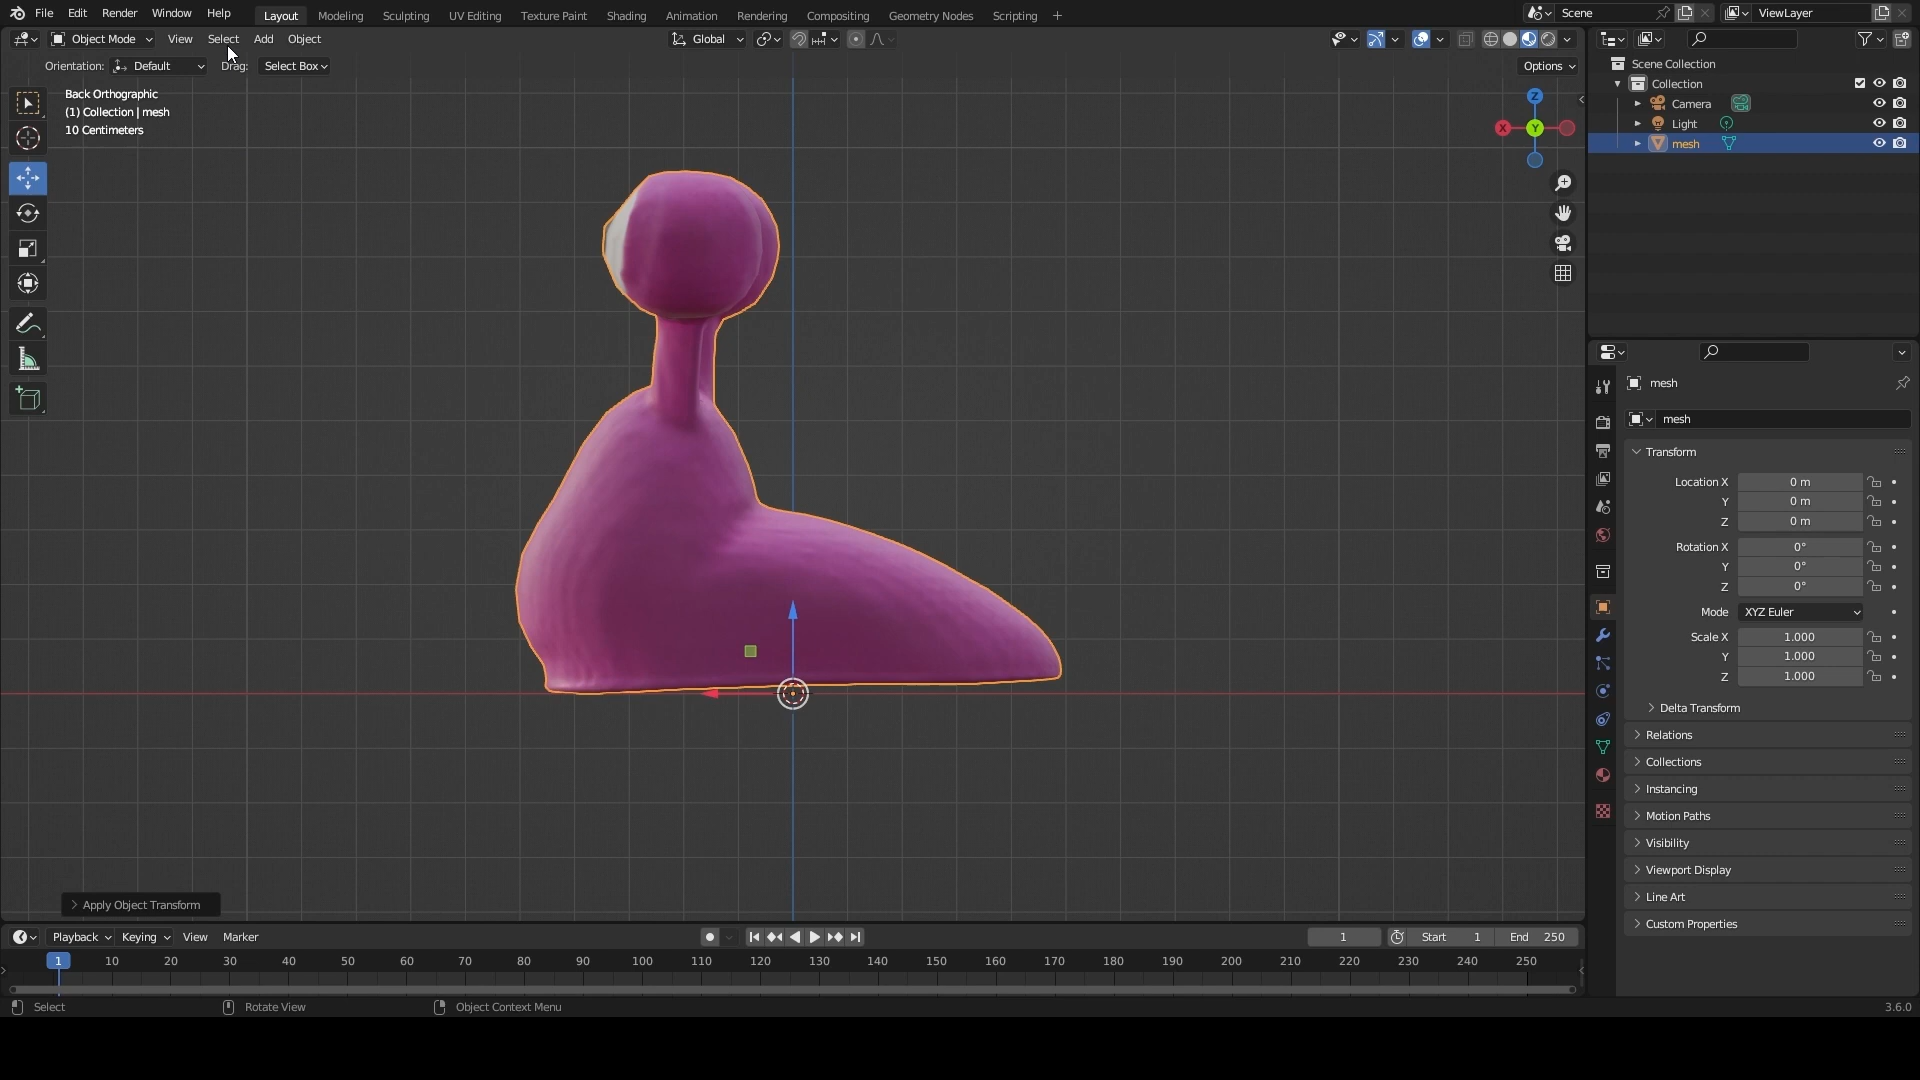 File Edit Render Window Help Layout Modeling Sculpting UV Editing Texture Paint Shading Animation Rendering Compositing Geometry Nodes Scripting + Scene ViewLayer
Object Mode View Select Add Object Global
Orientation: Default Drag: Select Box Options
Back Orthographic
(1) Collection | mesh
10 Centimeters
Z
X
Y
Scene Collection
Collection
Camera
Light
mesh
mesh
mesh
Transform
Location X 0 m
Y 0 m
Z 0 m
Rotation X 0°
Y 0°
Z 0°
Mode XYZ Euler
Scale X 1.000
Y 1.000
Z 1.000
Delta Transform
Relations
Collections
Instancing
Motion Paths
Visibility
Viewport Display
Line Art
Custom Properties
Apply Object Transform
Playback Keying View Marker 1 Start 1 End 250
1 10 20 30 40 50 60 70 80 90 100 110 120 130 140 150 160 170 180 190 200 210 220 230 240 250
Select Rotate View Object Context Menu 3.6.0